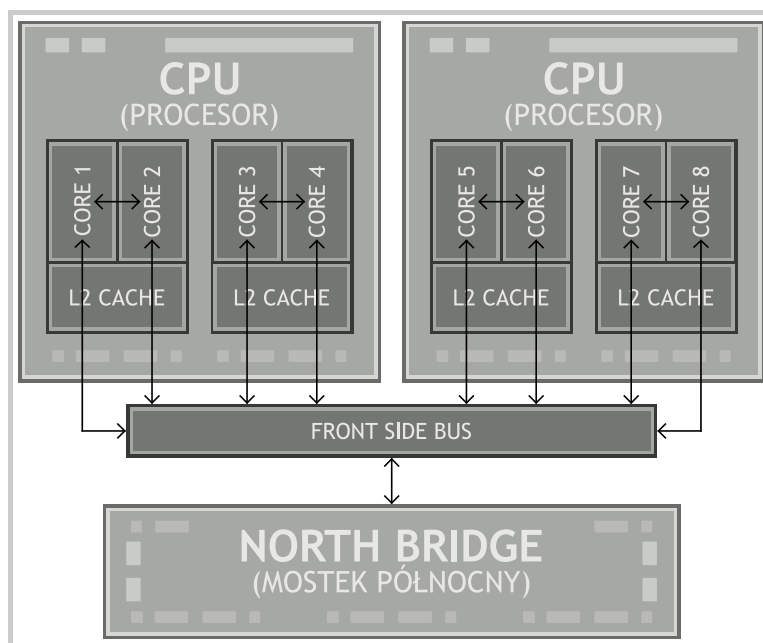 CPU
(PROCESOR)
CORE 1
CORE 2
CORE 3
CORE 4
L2 CACHE
L2 CACHE
CPU
(PROCESOR)
CORE 5
CORE 6
CORE 7
CORE 8
L2 CACHE
L2 CACHE
FRONT SIDE BUS
NORTH BRIDGE
(MOSTEK PÓŁNOCNY)